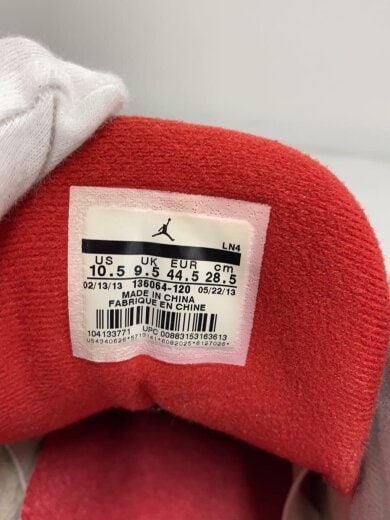 LN4
US UK EUR cm
10.5 9.5 44.5 28.5
02/13/13 136064-120 05/22/13
MADE IN CHINA
FABRIQUE EN CHINE
104133771 UPC 00883153163613